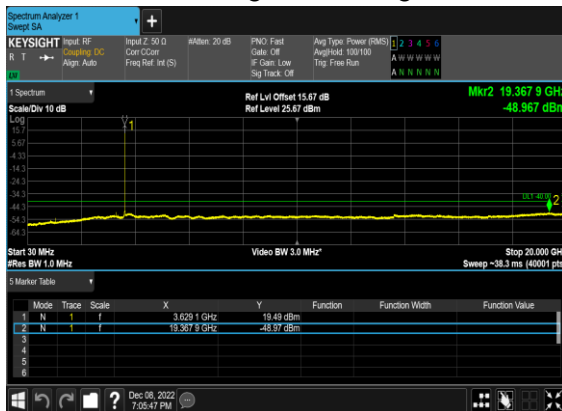 Spectrum Analyzer 1
Swept SA
KEYSIGHT Input: RF Input Z: 50 Ω #Atten: 20 dB PNO: Fast Avg Type: Power (RMS) 1 2 3 4 5 6
R T Coupling: DC Corr CCorr Gate: Off Avg|Hold: 100/100 A W W W W W
Align: Auto Freq Ref: Int (S) IF Gain: Low Trig: Free Run
Sig Track: Off A N N N N N
1 Spectrum Ref Lvl Offset 15.67 dB Mkr2 19.367 9 GHz
Scale/Div 10 dB Ref Level 25.67 dBm -48.967 dBm
Log
15.7
5.67
-4.33
-14.3
-24.3
-34.3
-44.3
-54.3
-64.3
1
2
Start 30 MHz Video BW 3.0 MHz* Stop 20.000 GHz
#Res BW 1.0 MHz Sweep ~38.3 ms (40001 pts)
5 Marker Table
Mode Trace Scale X Y Function Function Width Function Value
1 N 1 f 3.629 1 GHz 19.49 dBm
2 N 1 f 19.367 9 GHz -48.97 dBm
3
4
5
6
Dec 08, 2022
7:05:47 PM